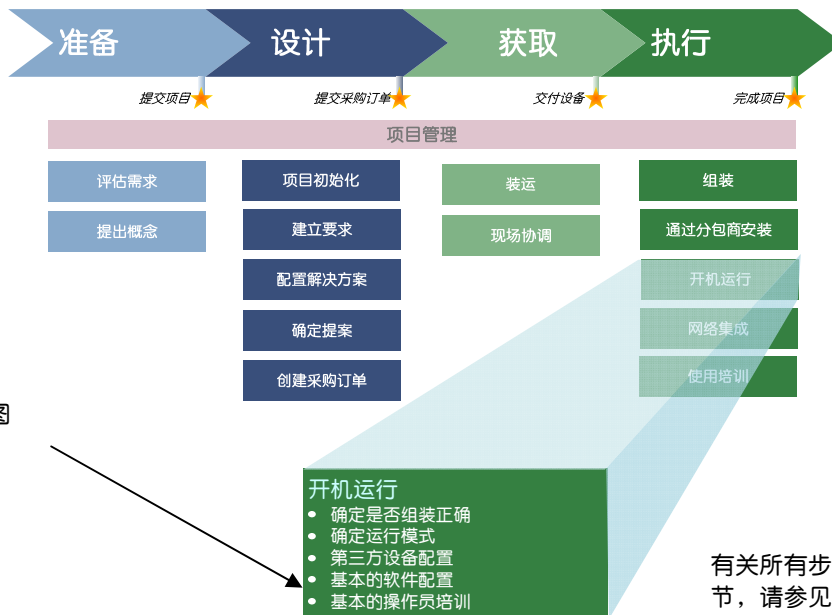 准备
设计
获取
执行
提交项目
提交采购订单
交付设备
完成项目
项目管理
评估需求
提出概念
项目初始化
建立要求
配置解决方案
确定提案
创建采购订单
装运
现场协调
组装
通过分包商安装
开机运行
网络集成
使用培训
图
开机运行
• 确定是否组装正确
• 确定运行模式
• 第三方设备配置
• 基本的软件配置
• 基本的操作员培训
有关所有步
节，请参见